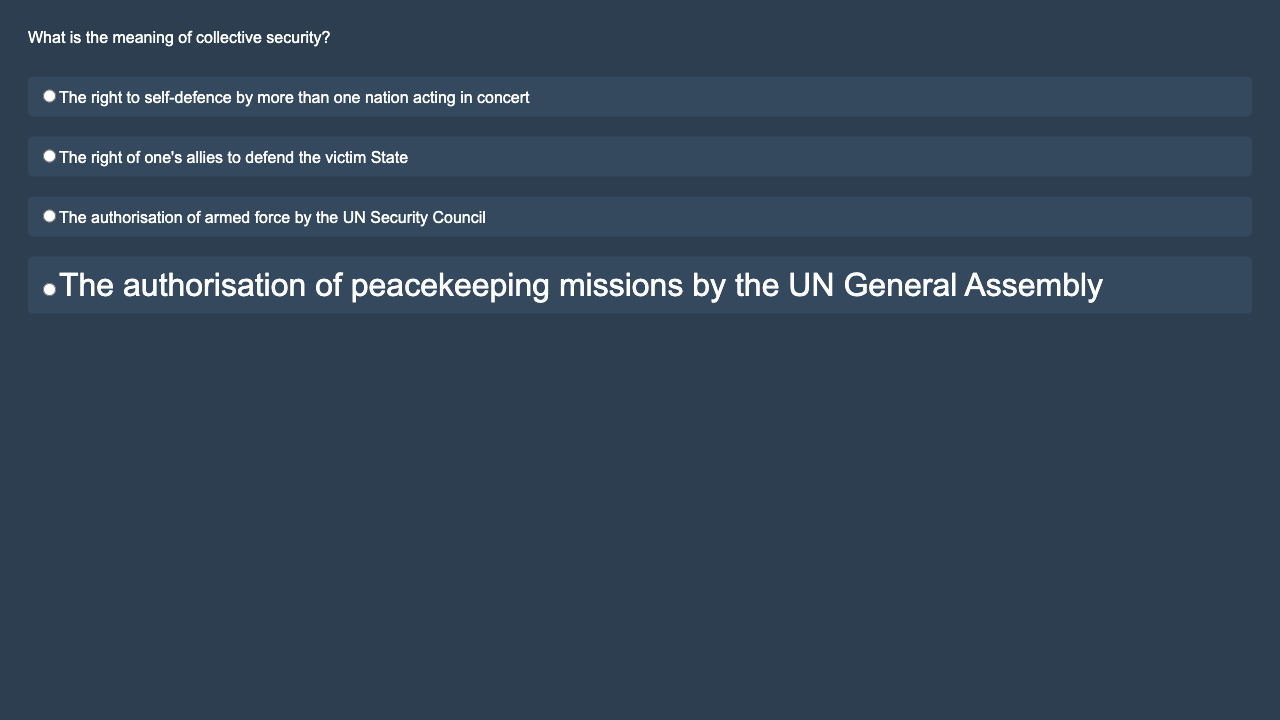 What is the meaning of collective security?
The right to self-defence by more than one nation acting in concert
The right of one's allies to defend the victim State
The authorisation of armed force by the UN Security Council
The authorisation of peacekeeping missions by the UN General Assembly